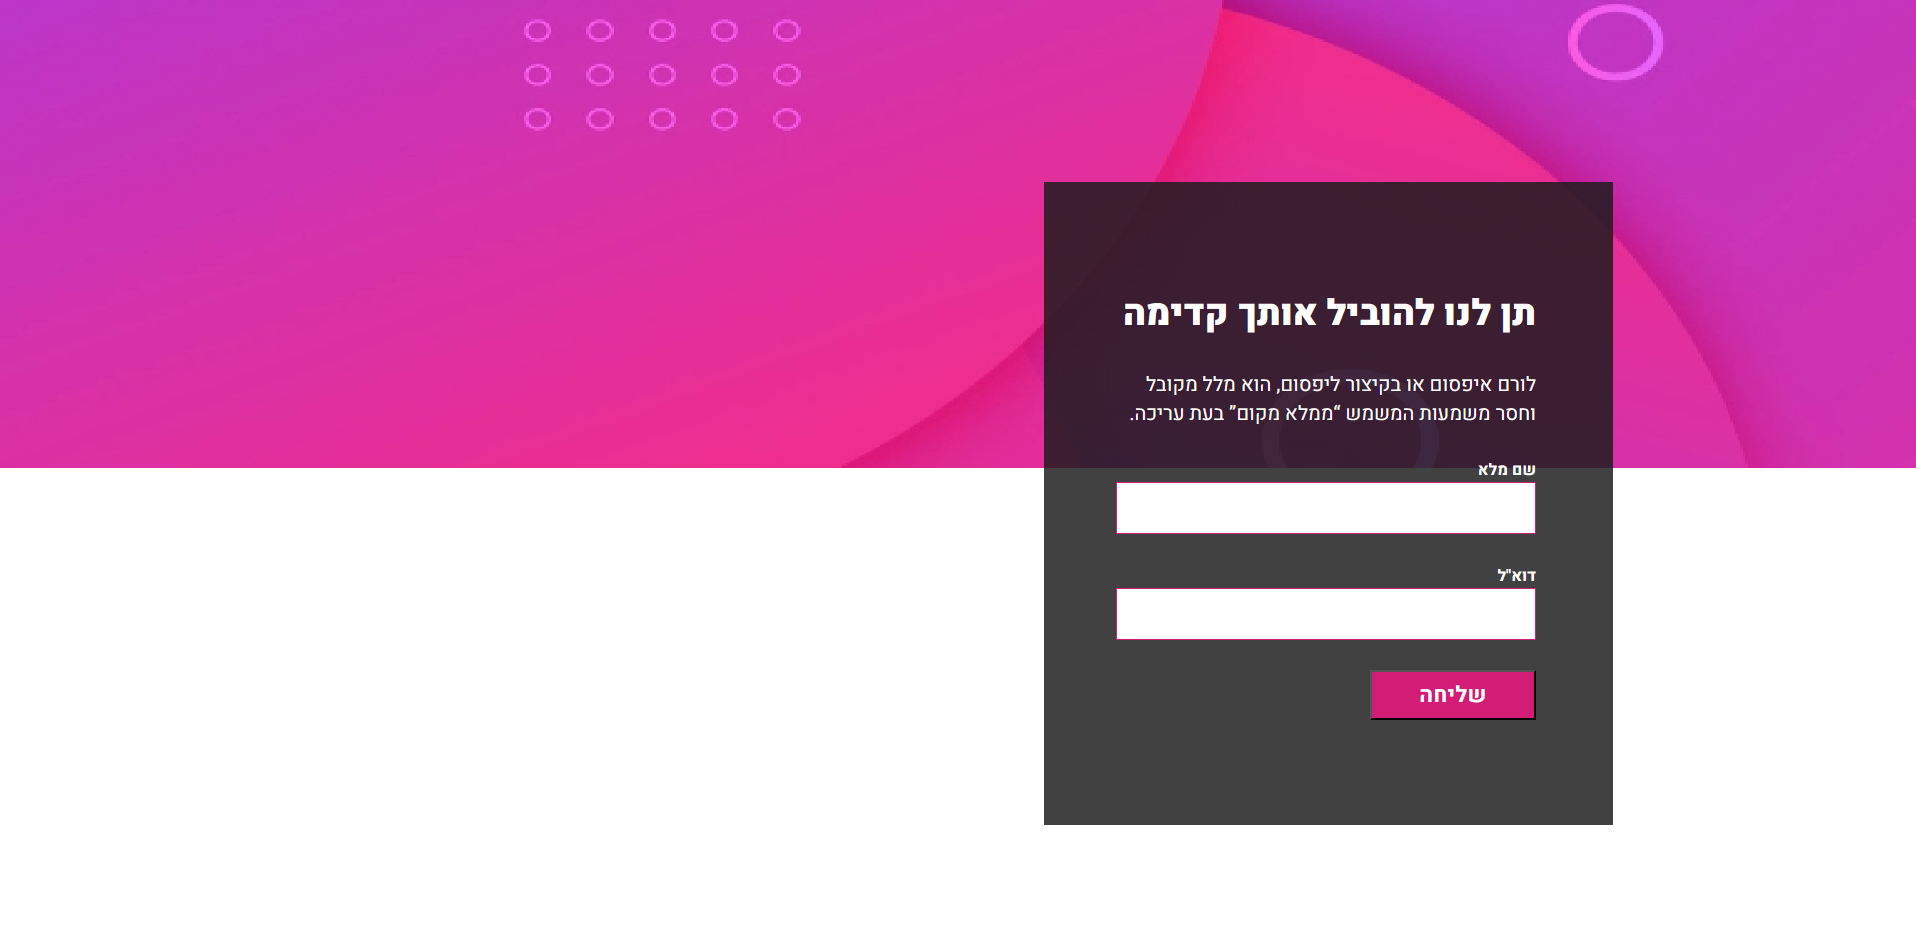 תן לנו להוביל אותך קדימה
לורם איפסום או בקיצור ליפסום, הוא מלל מקובל
וחסר משמעות המשמש “ממלא מקום” בעת עריכה.
שם מלא
דוא"ל
שליחה